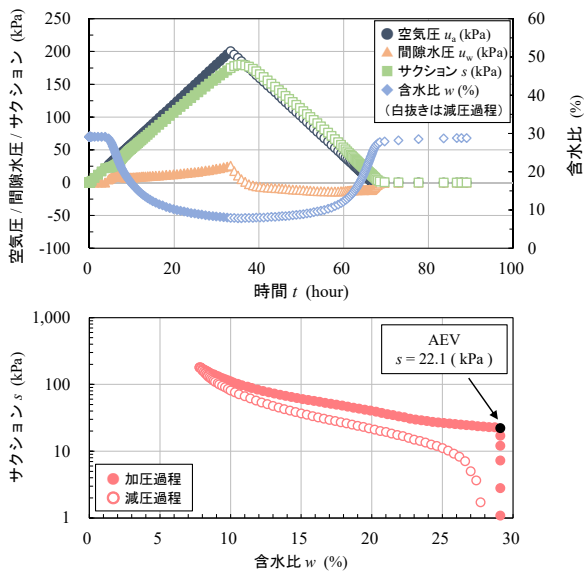 空気圧 / 間隙水圧 / サクション (kPa)
250
200
150
100
50
0
-50
-100
空気圧 uₐ (kPa)
間隙水圧 u_w (kPa)
サクション s (kPa)
含水比 w (%)
（白抜きは減圧過程）
60
50
40
30
20
10
0
含水比 (%)
0 20 40 60 80 100
時間 t (hour)
サクション s (kPa)
1,000
100
10
1
AEV
s = 22.1 ( kPa )
加圧過程
減圧過程
0 10 20 30
含水比 w (%)